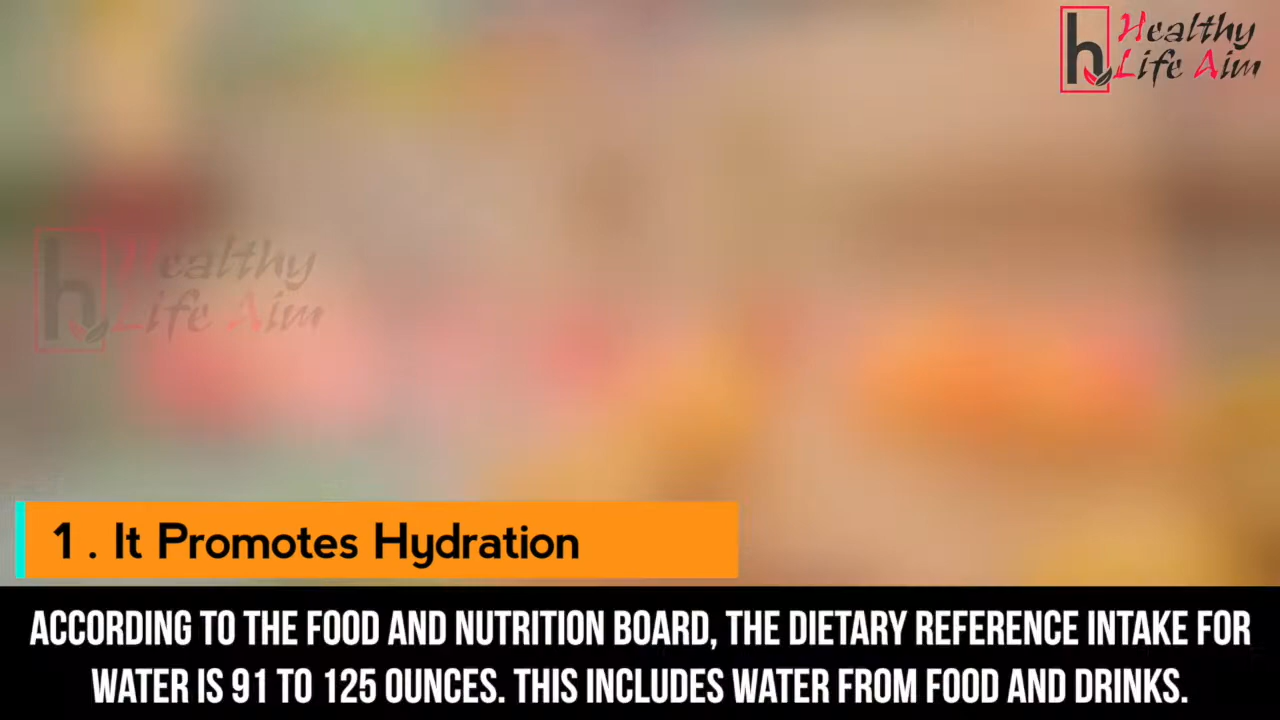 Healthy
Life Aim
Healthy
Life Aim
1 . It Promotes Hydration
ACCORDING TO THE FOOD AND NUTRITION BOARD, THE DIETARY REFERENCE INTAKE FOR
WATER IS 91 TO 125 OUNCES. THIS INCLUDES WATER FROM FOOD AND DRINKS.